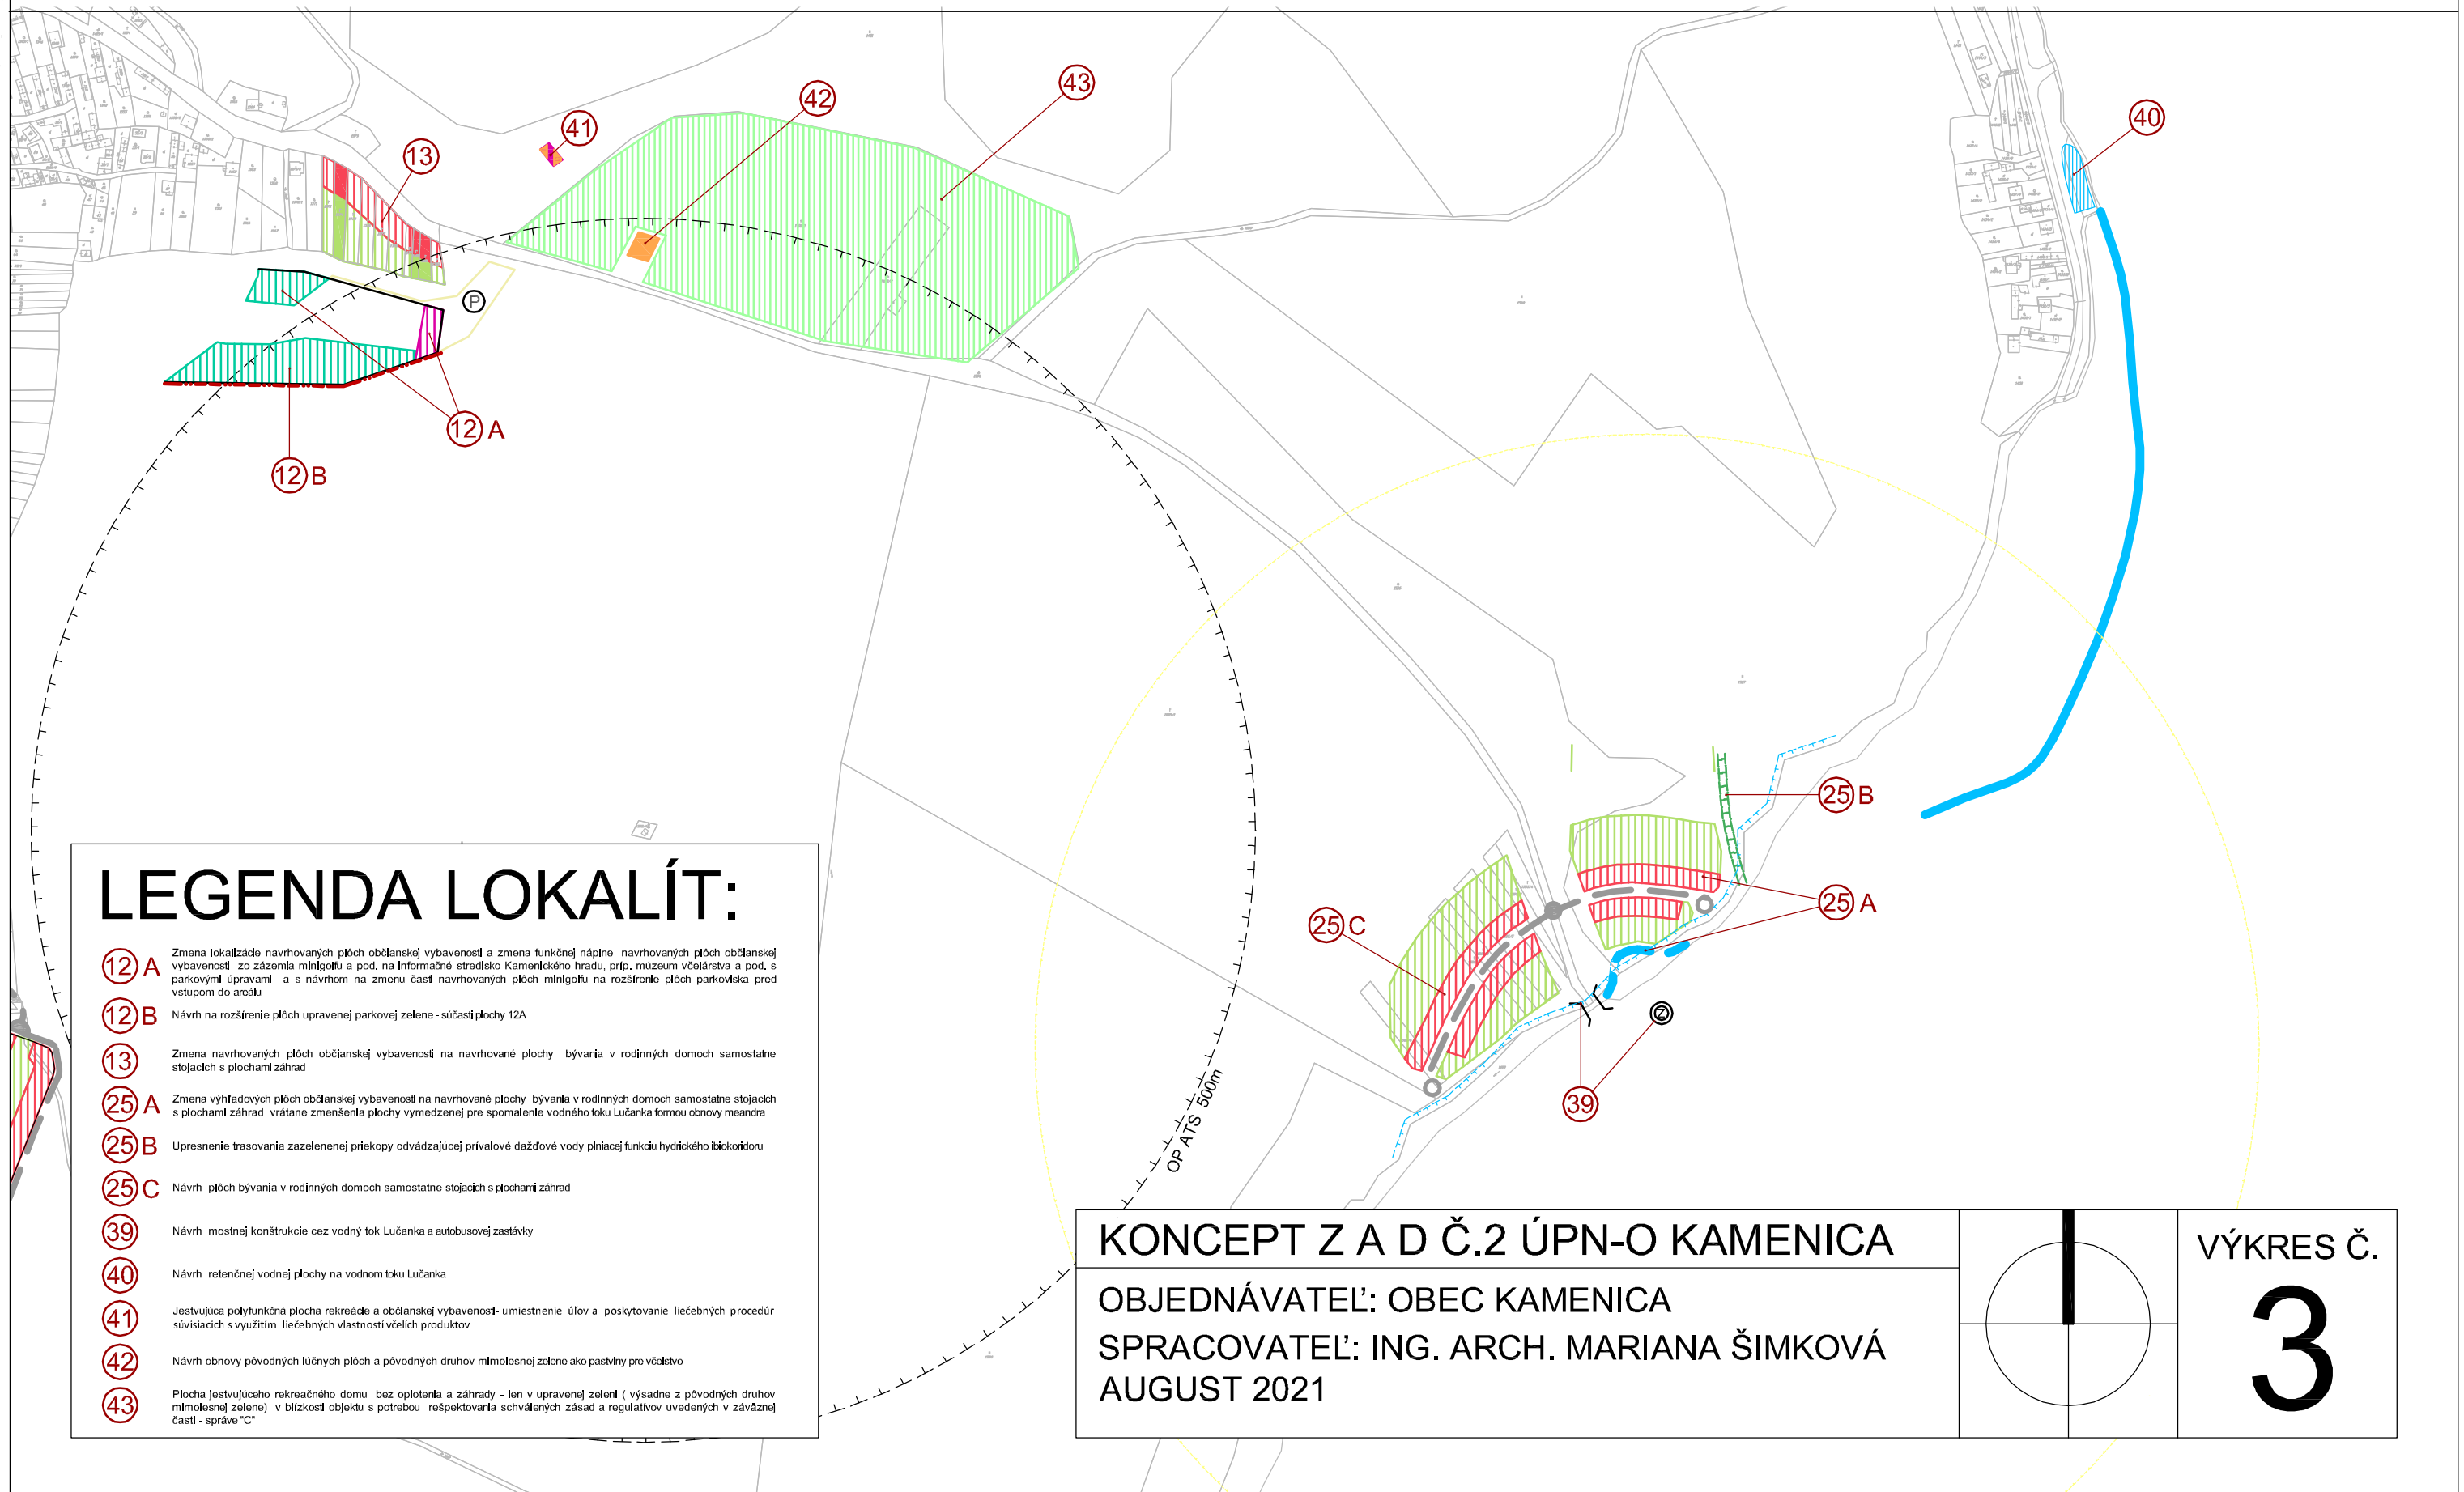 42
43
41
40
13
P
12 A
12 B
25 B
25 A
25 C
Z
39
OP ATS 500m
LEGENDA LOKALÍT:
12 A Zmena lokalizácie navrhovaných plôch občianskej vybavenosti a zmena funkčnej náplne navrhovaných plôch občianskej
vybavenosti zo zázemia minigolfu a pod. na informačné stredisko Kamenického hradu, príp. múzeum včelárstva a pod. s
parkovými úpravami a s návrhom na zmenu časti navrhovaných plôch minigolfu na rozšírenie plôch parkoviska pred
vstupom do areálu
12 B Návrh na rozšírenie plôch upravenej parkovej zelene - súčasti plochy 12A
13 Zmena navrhovaných plôch občianskej vybavenosti na navrhované plochy bývania v rodinných domoch samostatne
stojacich s plochami záhrad
25 A Zmena výhľadových plôch občianskej vybavenosti na navrhované plochy bývania v rodinných domoch samostatne stojacich
s plochami záhrad vrátane zmenšenia plochy vymedzenej pre spomalenie vodného toku Lučanka formou obnovy meandra
25 B Upresnenie trasovania zazelenenej priekopy odvádzajúcej prívalové dažďové vody plniacej funkciu hydrického biokoridoru
25 C Návrh plôch bývania v rodinných domoch samostatne stojacich s plochami záhrad
39 Návrh mostnej konštrukcie cez vodný tok Lučanka a autobusovej zastávky
40 Návrh retenčnej vodnej plochy na vodnom toku Lučanka
41 Jestvujúca polyfunkčná plocha rekreácie a občianskej vybavenosti- umiestnenie úľov a poskytovanie liečebných procedúr
súvisiacich s využitím liečebných vlastností včelích produktov
42 Návrh obnovy pôvodných lúčnych plôch a pôvodných druhov mimolesnej zelene ako pastviny pre včelstvo
43 Plocha jestvujúceho rekreačného domu bez oplotenia a záhrady - len v upravenej zeleni ( výsadne z pôvodných druhov
mimolesnej zelene) v blízkosti objektu s potrebou rešpektovania schválených zásad a regulatívov uvedených v záväznej
časti - správe "C"
KONCEPT Z A D Č.2 ÚPN-O KAMENICA
OBJEDNÁVATEĽ: OBEC KAMENICA
SPRACOVATEĽ: ING. ARCH. MARIANA ŠIMKOVÁ
AUGUST 2021
VÝKRES Č.
3